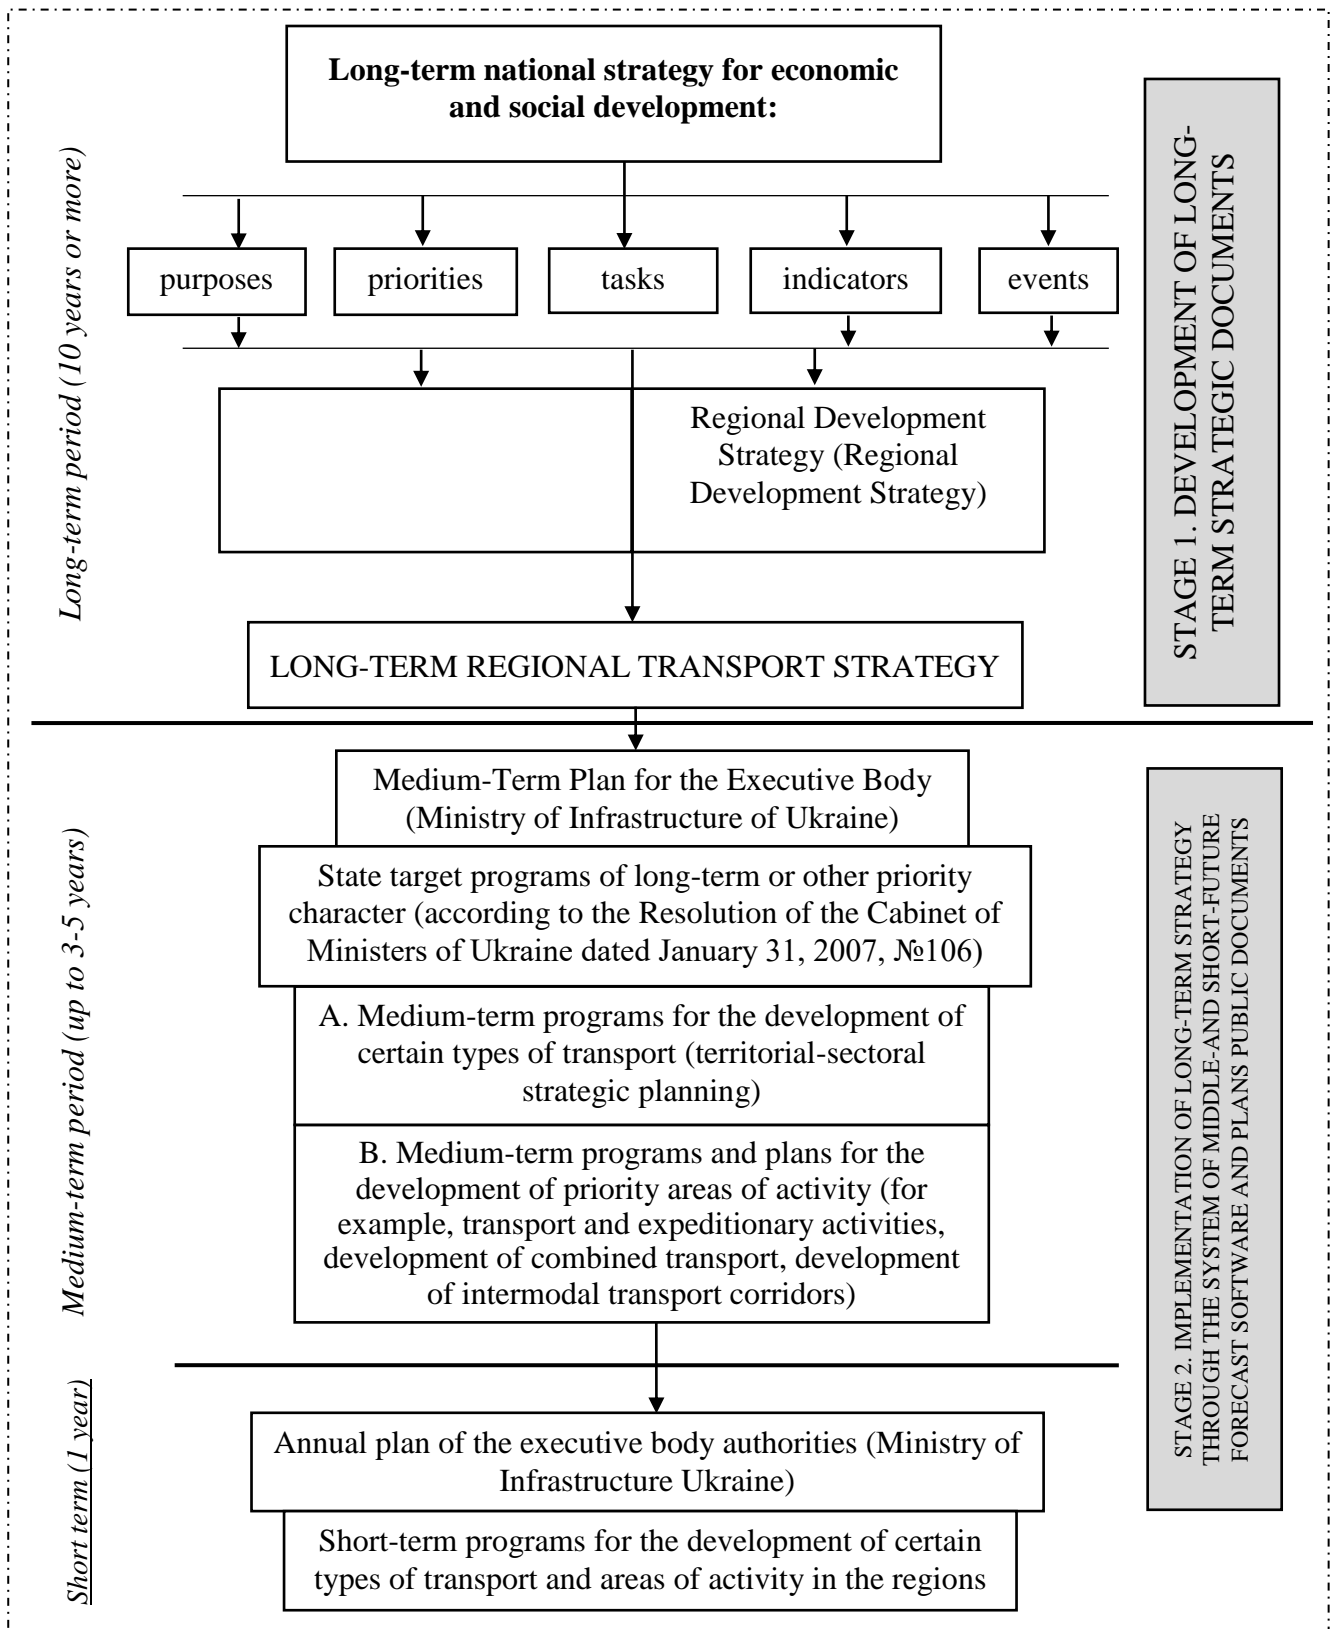 Long-term national strategy for economic
and social development:
purposes
priorities
tasks
indicators
events
Regional Development
Strategy (Regional
Development Strategy)
LONG-TERM REGIONAL TRANSPORT STRATEGY
Long-term period (10 years or more)
STAGE 1. DEVELOPMENT OF LONG-
TERM STRATEGIC DOCUMENTS
Medium-Term Plan for the Executive Body
(Ministry of Infrastructure of Ukraine)
State target programs of long-term or other priority
character (according to the Resolution of the Cabinet of
Ministers of Ukraine dated January 31, 2007, №106)
A. Medium-term programs for the development of
certain types of transport (territorial-sectoral
strategic planning)
B. Medium-term programs and plans for the
development of priority areas of activity (for
example, transport and expeditionary activities,
development of combined transport, development
of intermodal transport corridors)
Medium-term period (up to 3-5 years)
STAGE 2. IMPLEMENTATION OF LONG-TERM STRATEGY
THROUGH THE SYSTEM OF MIDDLE-AND SHORT-FUTURE
FORECAST SOFTWARE AND PLANS PUBLIC DOCUMENTS
Annual plan of the executive body authorities (Ministry of
Infrastructure Ukraine)
Short-term programs for the development of certain
types of transport and areas of activity in the regions
Short term (1 year)